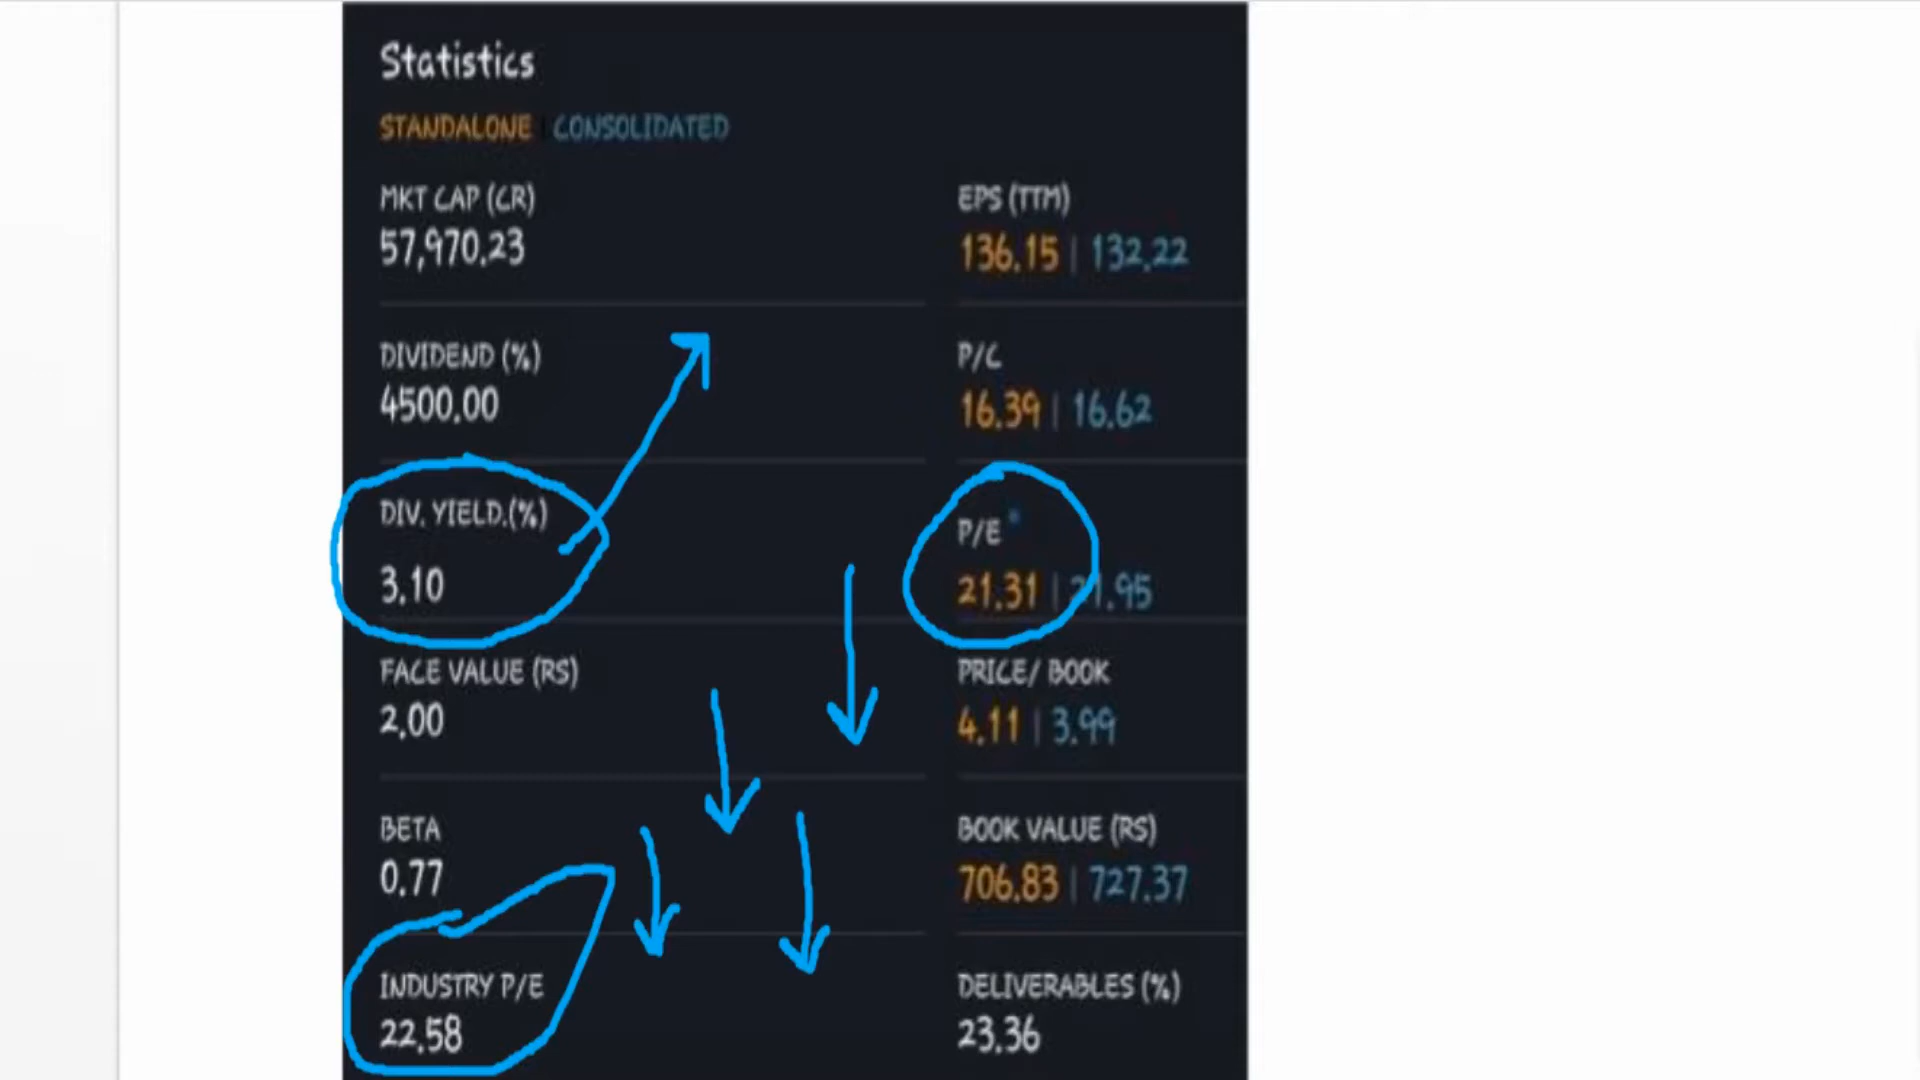 Statistics
STANDALONE CONSOLIDATED
MKT CAP (CR)
57,970.23
EPS (TTM)
136.15 | 132.22
DIVIDEND (%)
4500.00
P/C
16.39 | 16.62
DIV. YIELD.(%)
3.10
P/E
21.31 | 21.95
FACE VALUE (RS)
2.00
PRICE/ BOOK
4.11 | 3.99
BETA
0.77
BOOK VALUE (RS)
706.83 | 727.37
INDUSTRY P/E
22.58
DELIVERABLES (%)
23.36